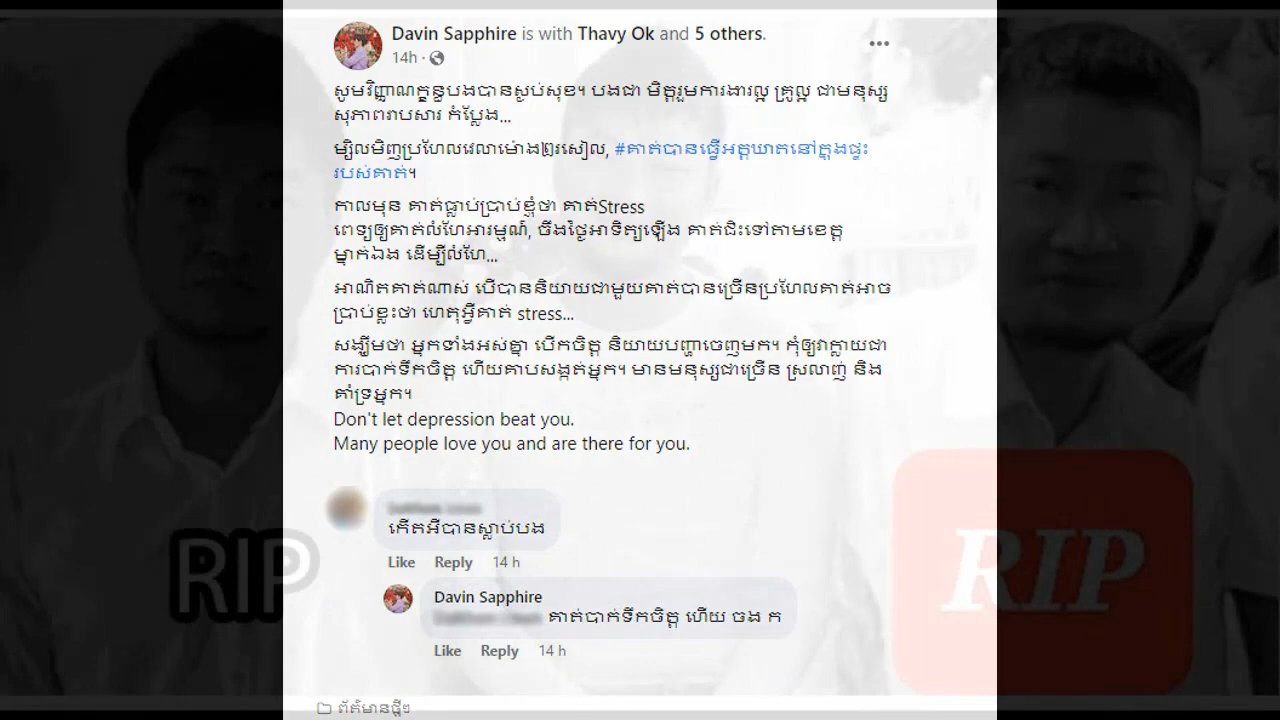 Davin Sapphire is with Thavy Ok and 5 others.
14h
សូមវិញ្ញាណក្ខន្ធបងបានស្ងប់សុខ។ បងជា មិត្តរួមការងារល្អ គ្រូល្អ ជាមនុស្ស
សុភាពរាបសារ កំប្លែង...
ម្សិលមិញប្រហែលវេលាម៉ោង២រសៀល, #គាត់បានធ្វើអត្តឃាតនៅក្នុងផ្ទះ
របស់គាត់។
កាលមុន គាត់ធ្លាប់ប្រាប់ខ្ញុំថា គាត់Stress
ពេទ្យឲ្យគាត់លំហែអារម្មណ៍, ចឹងថ្ងៃអាទិត្យឡើង គាត់ជិះទៅតាមខេត្ត
ម្នាក់ឯង ដើម្បីលំហែ...
អាណិតគាត់ណាស់ បើបាននិយាយជាមួយគាត់បានច្រើនប្រហែលគាត់អាច
ប្រាប់ខ្លះថា ហេតុអ្វីគាត់ stress...
សង្ឃឹមថា អ្នកទាំងអស់គ្នា បើកចិត្ត និយាយបញ្ហាចេញមក។ កុំឲ្យវាក្លាយជា
ការបាក់ទឹកចិត្ត ហើយគាបសង្កត់អ្នក។ មានមនុស្សជាច្រើន ស្រលាញ់ និង
គាំទ្រអ្នក។
Don't let depression beat you.
Many people love you and are there for you.
កើតអីបានស្លាប់បង
Like Reply 14 h
Davin Sapphire
គាត់បាក់ទឹកចិត្ត ហើយ ចង ក
Like Reply 14 h
RIP
RIP
ព័ត៌មានថ្មីៗ